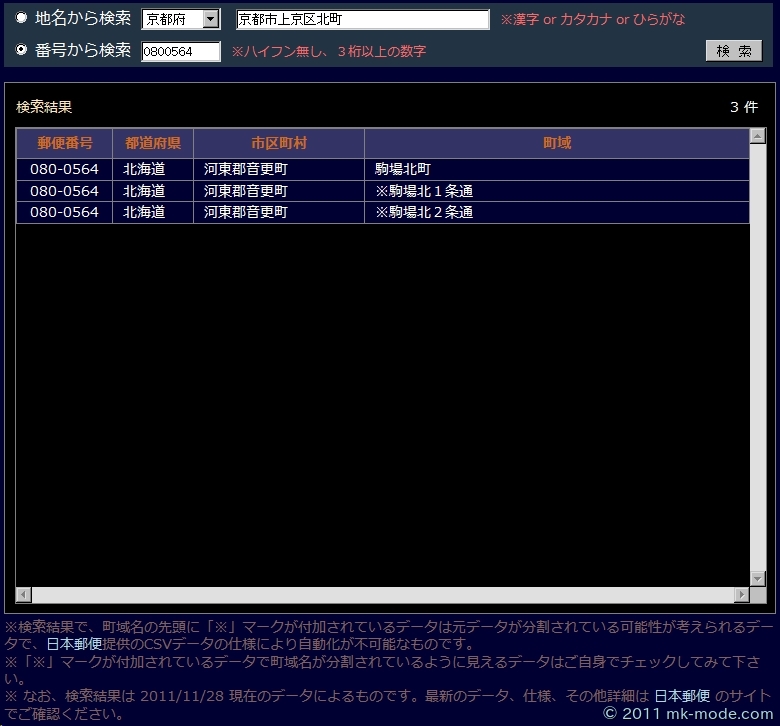 地名から検索 京都府 京都市上京区北町 ※漢字 or カタカナ or ひらがな
番号から検索 0800564 ※ハイフン無し、３桁以上の数字 検 索
検索結果 3 件
郵便番号 都道府県 市区町村 町域
080-0564 北海道 河東郡音更町 駒場北町
080-0564 北海道 河東郡音更町 ※駒場北１条通
080-0564 北海道 河東郡音更町 ※駒場北２条通
※検索結果で、町域名の先頭に「※」マークが付加されているデータは元データが分割されている可能性が考えられるデー
タで、日本郵便提供のCSVデータの仕様により自動化が不可能なものです。
※「※」マークが付加されているデータで町域名が分割されているように見えるデータはご自身でチェックしてみて下さ
い。
※ なお、検索結果は 2011/11/28 現在のデータによるものです。最新のデータ、仕様、その他詳細は 日本郵便 のサイト
でご確認ください。
© 2011 mk-mode.com